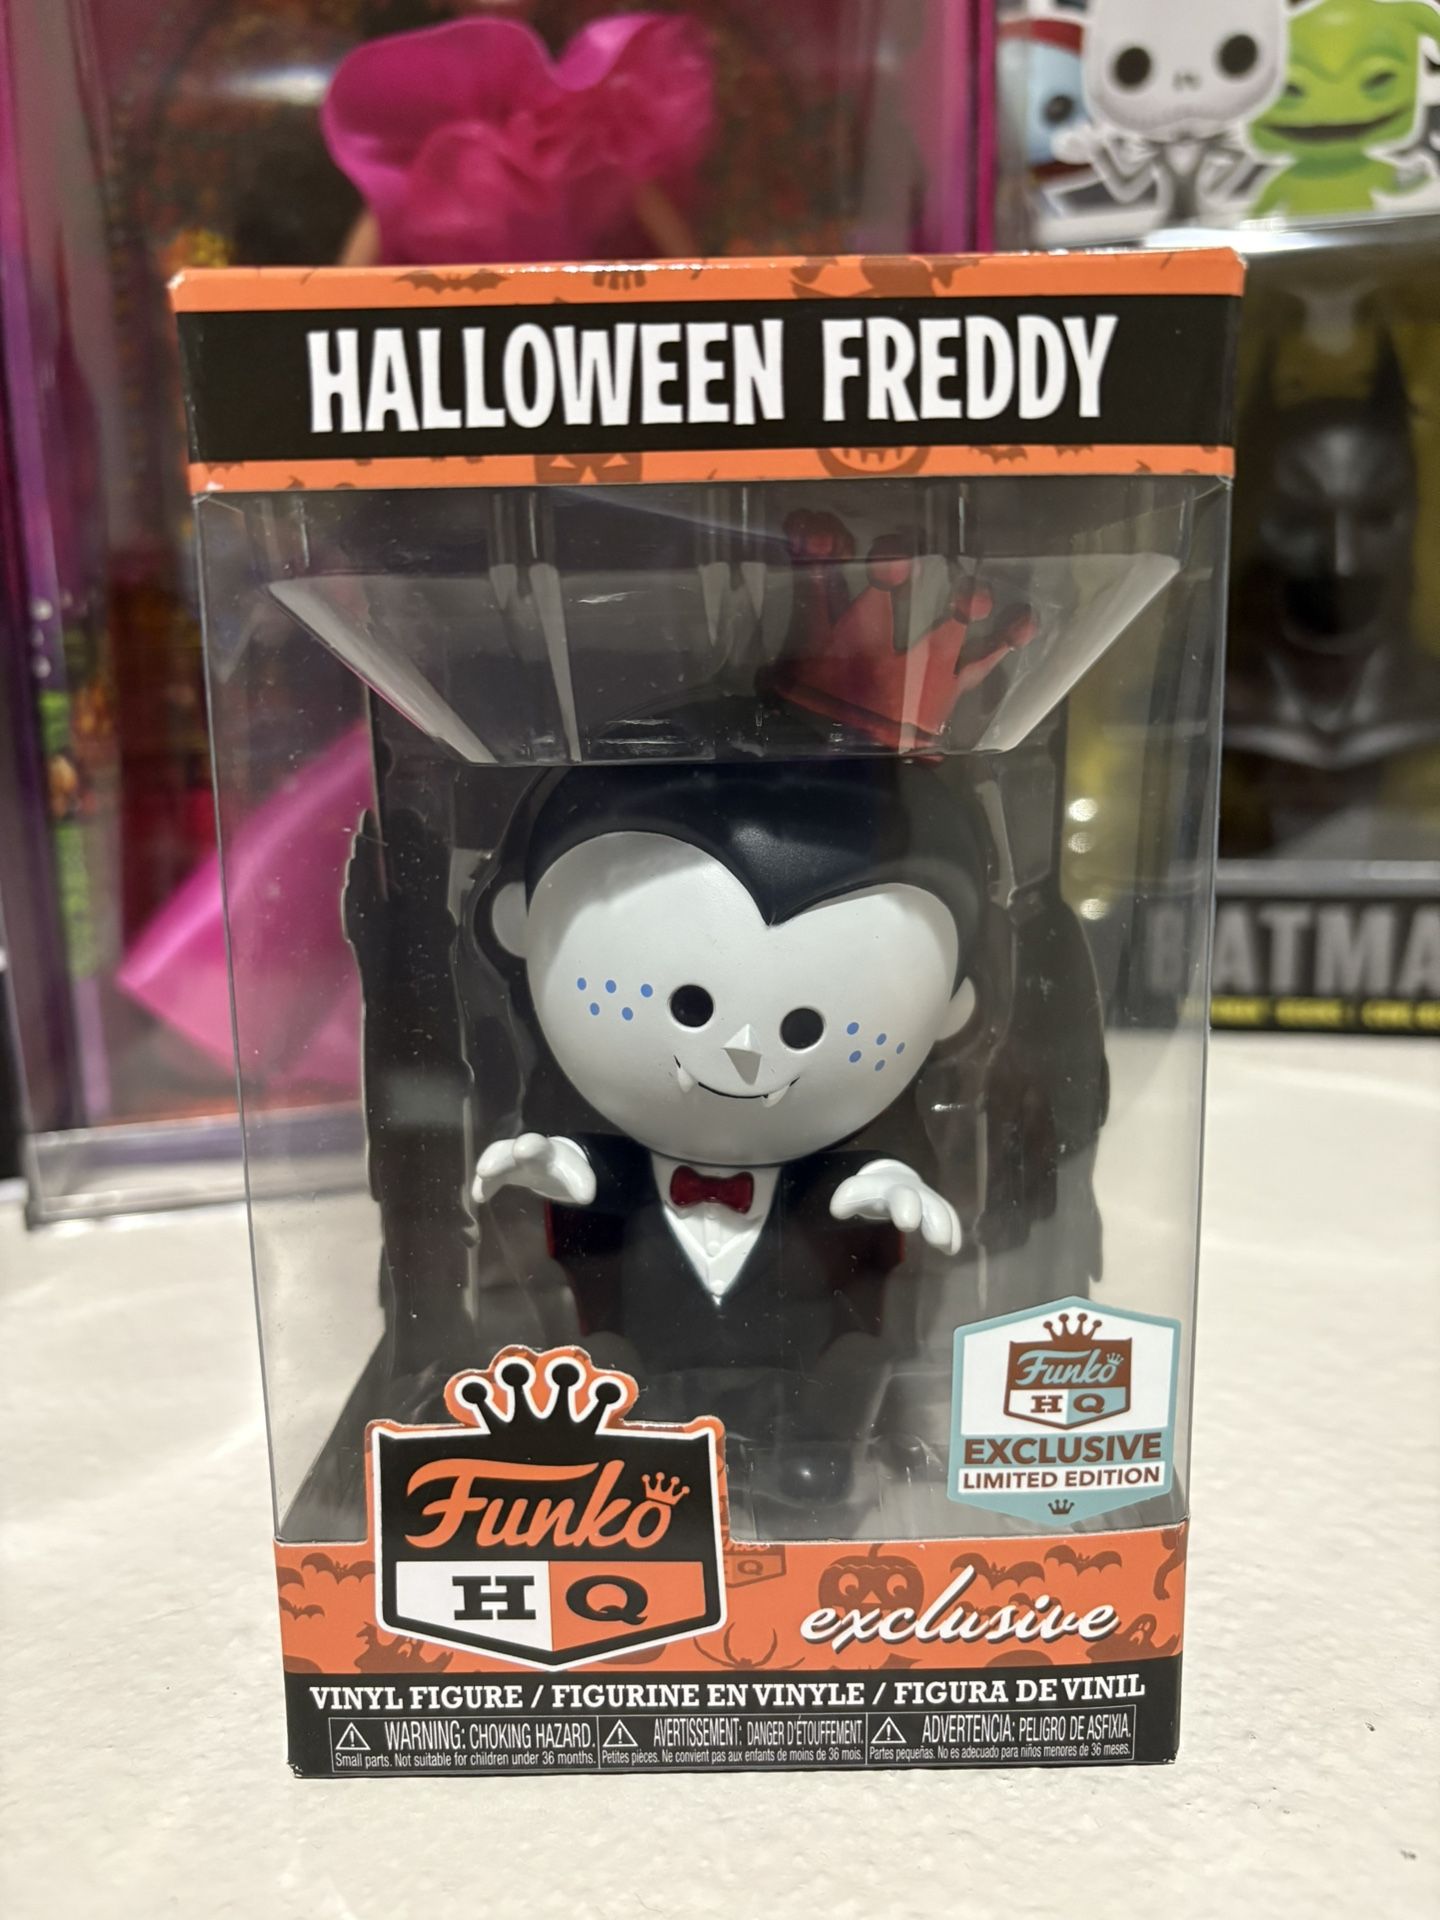 HALLOWEEN FREDDY
BATMA
Funko
HQ
EXCLUSIVE
LIMITED EDITION
Funko
HQ
exclusive
VINYL FIGURE / FIGURINE EN VINYLE / FIGURA DE VINIL
WARNING: CHOKING HAZARD.
Small parts. Not suitable for children under 36 months.
AVERTISSEMENT: DANGER D'ÉTOUFFEMENT.
Petites pièces. Ne convient pas aux enfants de moins de 36 mois.
ADVERTENCIA: PELIGRO DE ASFIXIA.
Partes pequeñas. No es adecuado para niños menores de 36 meses.